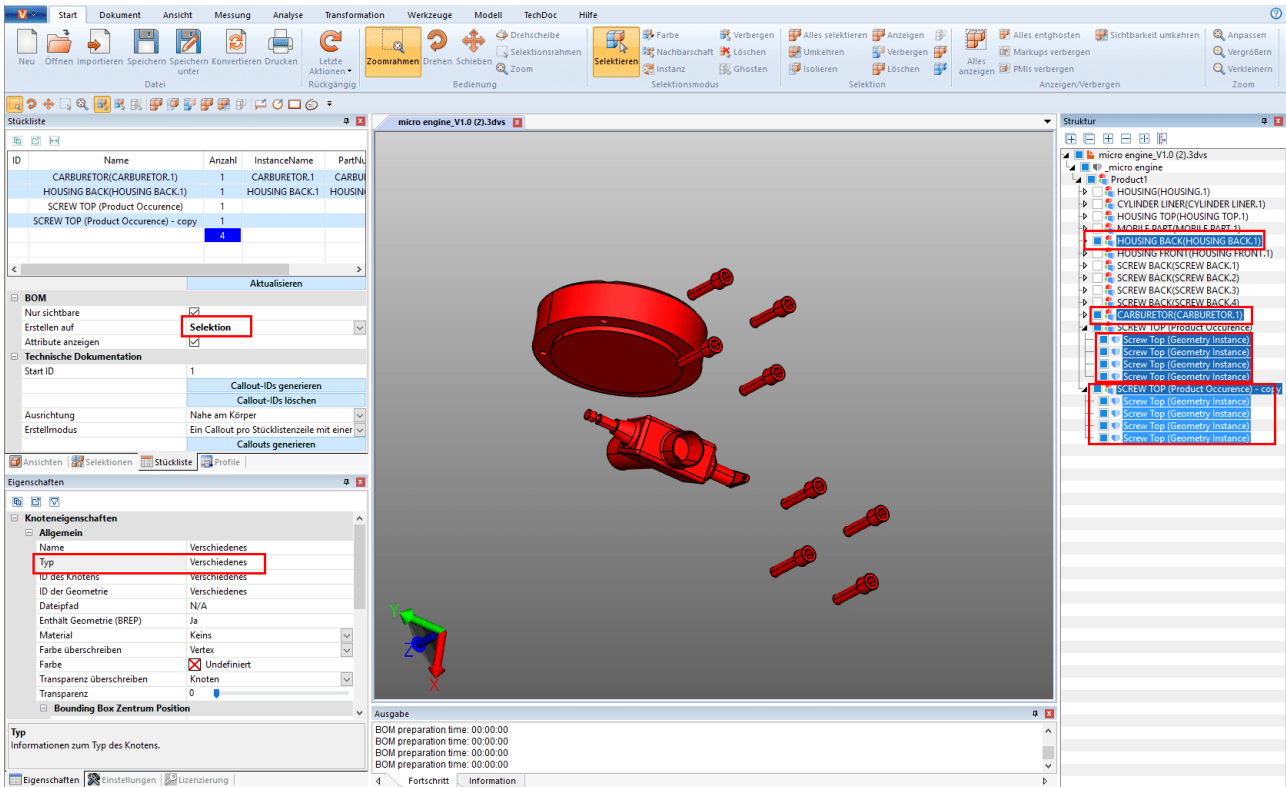 V Start Dokument Ansicht Messung Analyse Transformation Werkzeuge Modell TechDoc Hilfe
Neu Öffnen Importieren Speichern Speichern unter Konvertieren Drucken
Datei
Letzte Aktionen
Rückgängig
Zoomrahmen Drehen Schieben
Drehscheibe
Selektionsrahmen
Zoom
Bedienung
Selektieren
Farbe Verbergen
Nachbarschaft Löschen
Instanz Ghosten
Selektionsmodus
Alles selektieren Anzeigen
Umkehren Verbergen
Isolieren Löschen
Selektion
Alles anzeigen
Alles entghosten Sichtbarkeit umkehren
Markups verbergen
PMIs verbergen
Anzeigen/Verbergen
Anpassen
Vergrößern
Verkleinern
Zoom
Stückliste
ID Name Anzahl InstanceName PartNu
CARBURETOR(CARBURETOR.1) 1 CARBURETOR.1 CARBUI
HOUSING BACK(HOUSING BACK.1) 1 HOUSING BACK.1 HOUSIN
SCREW TOP (Product Occurence) 1
SCREW TOP (Product Occurence) - copy 1
4
Aktualisieren
BOM
Nur sichtbare
Erstellen auf Selektion
Attribute anzeigen
Technische Dokumentation
Start ID 1
Callout-IDs generieren
Callout-IDs löschen
Ausrichtung Nahe am Körper
Erstellmodus Ein Callout pro Stücklistenzeile mit einer
Callouts generieren
Ansichten Selektionen Stückliste Profile
Eigenschaften
Knoteneigenschaften
Allgemein
Name Verschiedenes
Typ Verschiedenes
ID des Knotens Verschiedenes
ID der Geometrie Verschiedenes
Dateipfad N/A
Enthält Geometrie (BREP) Ja
Material Keins
Farbe überschreiben Vertex
Farbe Undefiniert
Transparenz überschreiben Knoten
Transparenz 0
Bounding Box Zentrum Position
Typ
Informationen zum Typ des Knotens.
Eigenschaften Einstellungen Lizenzierung
micro engine_V1.0 (2).3dvs
Y
Z
X
Ausgabe
BOM preparation time: 00:00:00
BOM preparation time: 00:00:00
BOM preparation time: 00:00:00
BOM preparation time: 00:00:00
Fortschritt Information
Struktur
micro engine_V1.0 (2).3dvs
_micro engine
Product1
HOUSING(HOUSING.1)
CYLINDER LINER(CYLINDER LINER.1)
HOUSING TOP(HOUSING TOP.1)
MOBILE PART(MOBILE PART.1)
HOUSING BACK(HOUSING BACK.1)
HOUSING FRONT(HOUSING FRONT.1)
SCREW BACK(SCREW BACK.1)
SCREW BACK(SCREW BACK.2)
SCREW BACK(SCREW BACK.3)
SCREW BACK(SCREW BACK.4)
CARBURETOR(CARBURETOR.1)
SCREW TOP (Product Occurence)
Screw Top (Geometry Instance)
Screw Top (Geometry Instance)
Screw Top (Geometry Instance)
Screw Top (Geometry Instance)
SCREW TOP (Product Occurence) - copy
Screw Top (Geometry Instance)
Screw Top (Geometry Instance)
Screw Top (Geometry Instance)
Screw Top (Geometry Instance)